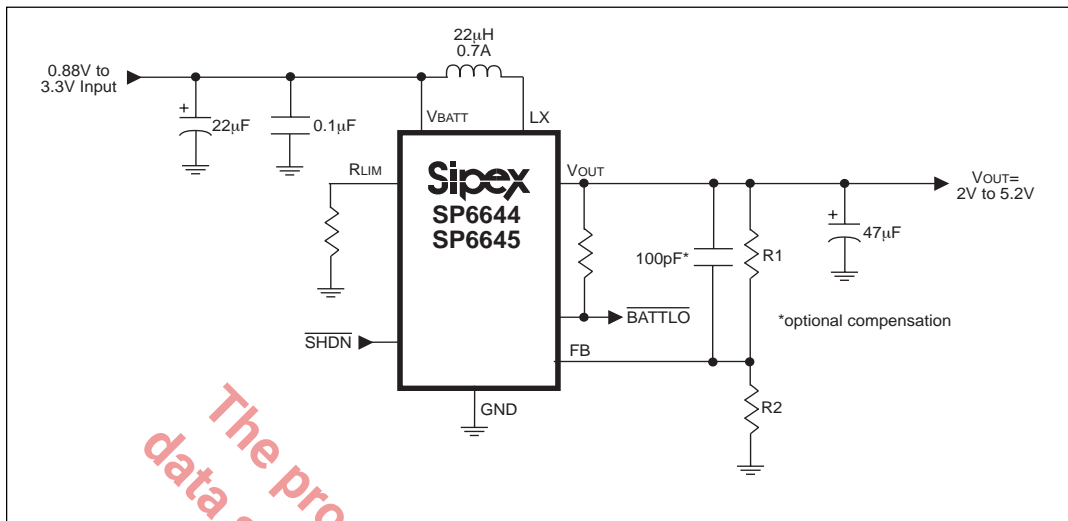 22μH
0.7A
0.88V to
3.3V Input
+
22μF
0.1μF
VBATT
LX
RLIM
Sipex
SP6644
SP6645
VOUT
VOUT=
2V to 5.2V
+
47μF
100pF*
R1
BATTLO
*optional compensation
SHDN
FB
R2
GND
The pro
data s